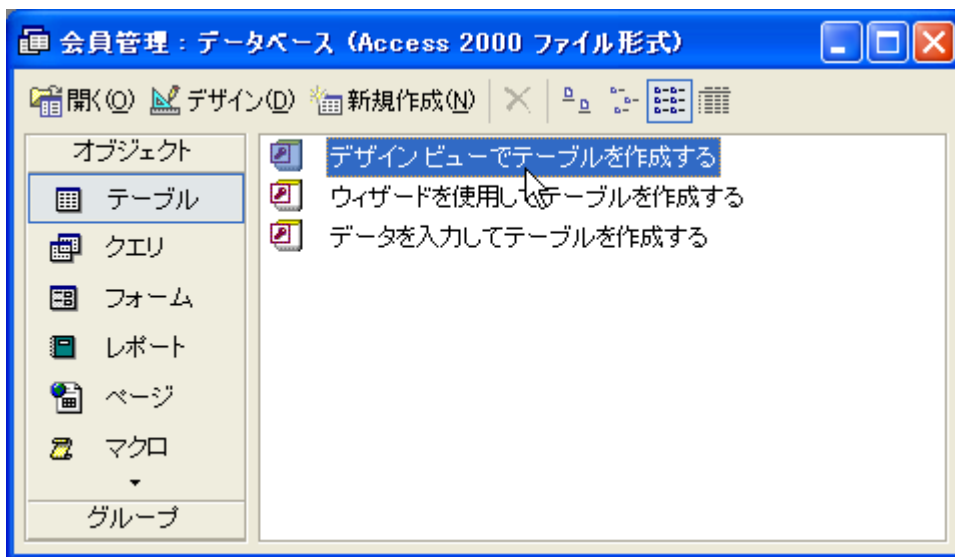 会員管理：データベース (Access 2000 ファイル形式)
開く(O) デザイン(D) 新規作成(N)
オブジェクト
テーブル
クエリ
フォーム
レポート
ページ
マクロ
グループ
デザイン ビューでテーブルを作成する
ウィザードを使用してテーブルを作成する
データを入力してテーブルを作成する